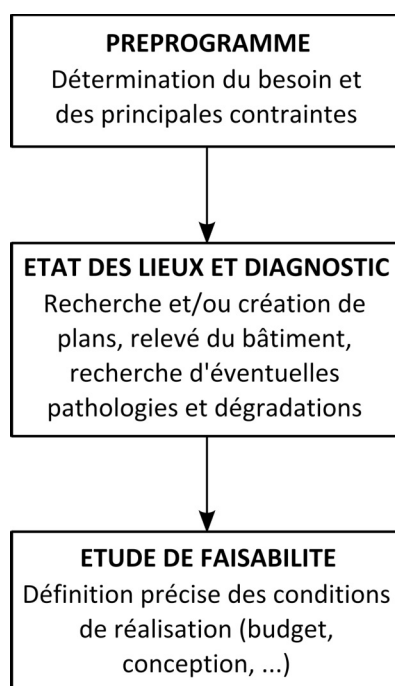 PREPROGRAMME
Détermination du besoin et
des principales contraintes
ETAT DES LIEUX ET DIAGNOSTIC
Recherche et/ou création de
plans, relevé du bâtiment,
recherche d'éventuelles
pathologies et dégradations
ETUDE DE FAISABILITE
Définition précise des conditions
de réalisation (budget,
conception, ...)